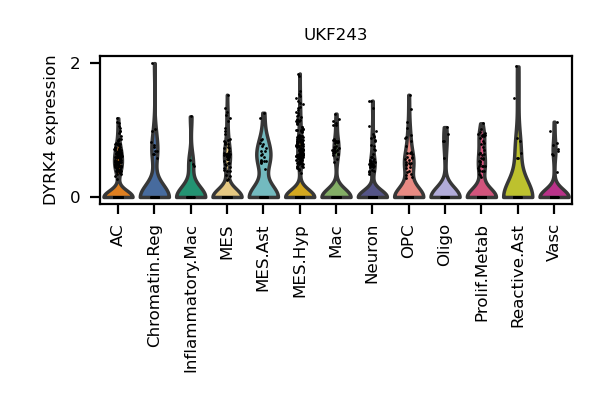 UKF243
DYRK4 expression
2
0
AC
Chromatin.Reg
Inflammatory.Mac
MES
MES.Ast
MES.Hyp
Mac
Neuron
OPC
Oligo
Prolif.Metab
Reactive.Ast
Vasc